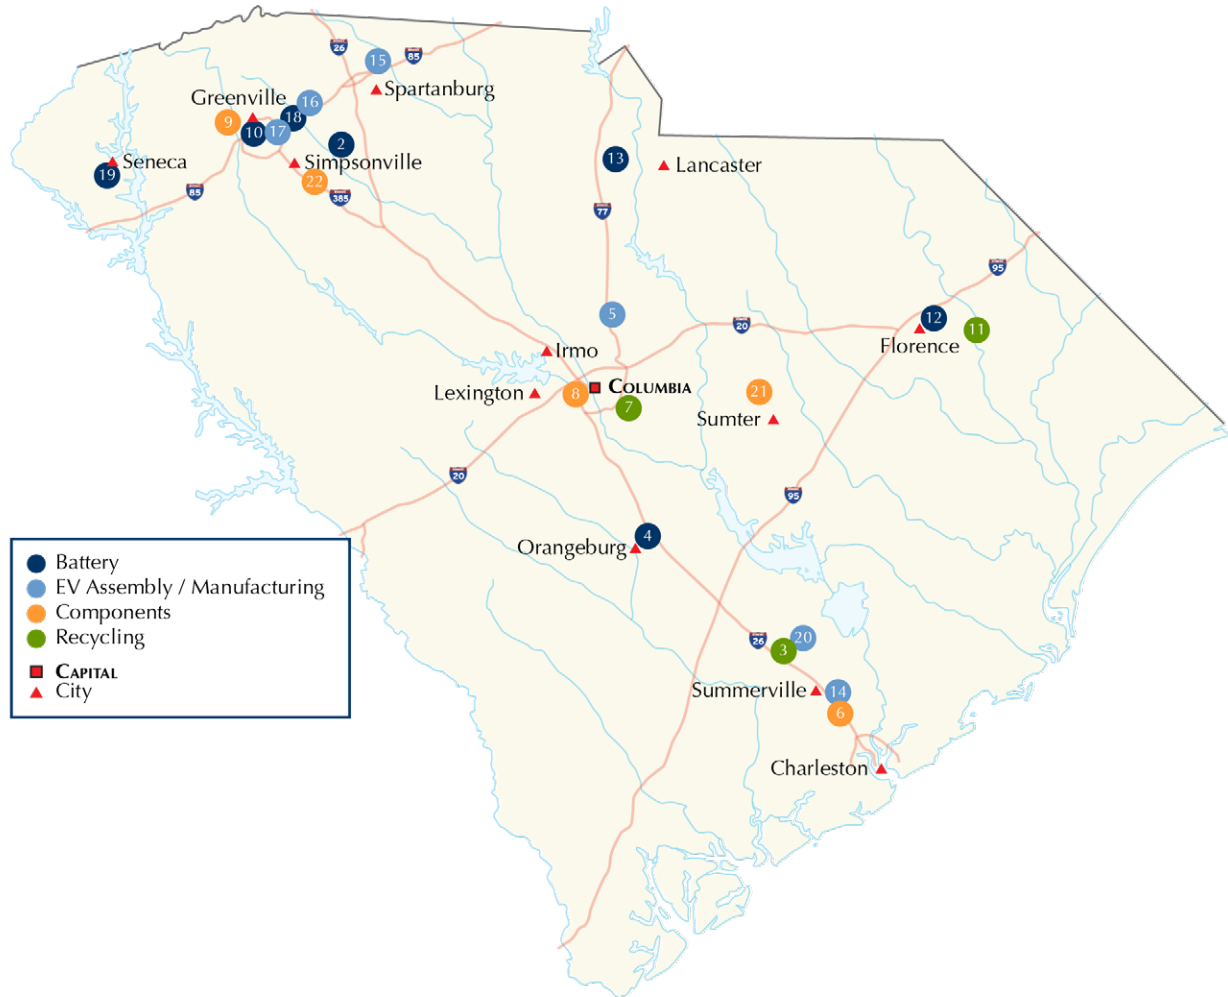 26
85
15
Spartanburg
Greenville
16
9
18
10
17
2
Seneca
19
Simpsonville
22
85
385
13
Lancaster
77
95
5
20
12
11
Florence
Irmo
COLUMBIA
Lexington
8
7
21
Sumter
20
95
4
Orangeburg
Battery
EV Assembly / Manufacturing
Components
Recycling
CAPITAL
City
26
20
3
Summerville
14
6
Charleston